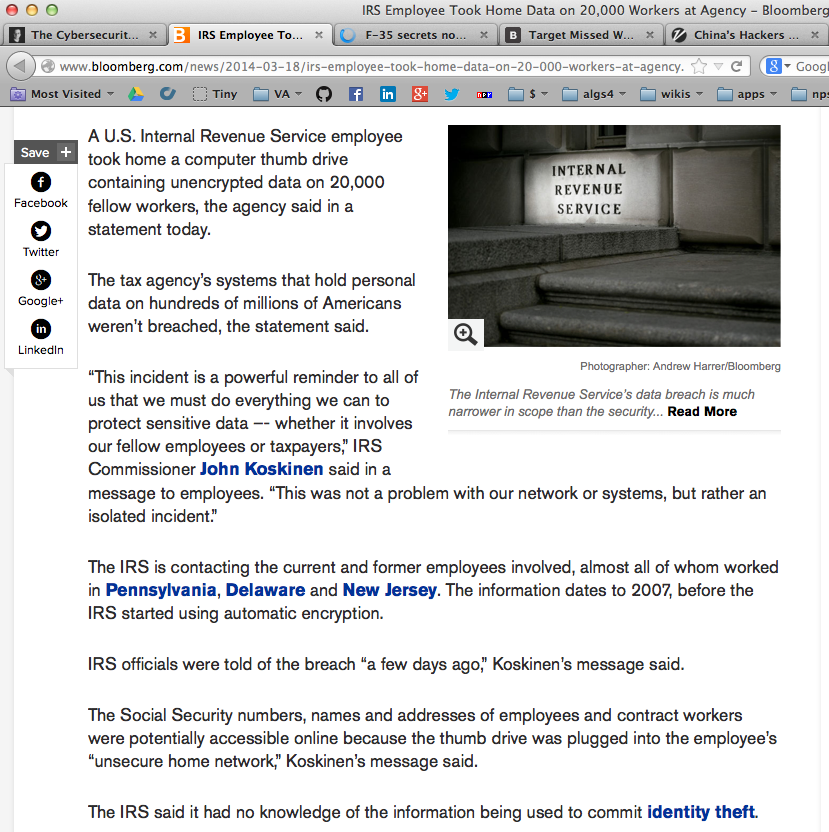 IRS Employee Took Home Data on 20,000 Workers at Agency – Bloomberg
The Cybersecurit... × IRS Employee To... × F-35 secrets no... × Target Missed W... × China's Hackers ... ×
www.bloomberg.com/news/2014-03-18/irs-employee-took-home-data-on-20-000-workers-at-agency.
Most Visited Tiny VA $ algs4 wikis apps
Save +
Facebook
Twitter
Google+
LinkedIn
A U.S. Internal Revenue Service employee
took home a computer thumb drive
containing unencrypted data on 20,000
fellow workers, the agency said in a
statement today.
The tax agency’s systems that hold personal
data on hundreds of millions of Americans
weren’t breached, the statement said.
“This incident is a powerful reminder to all of
us that we must do everything we can to
protect sensitive data –- whether it involves
our fellow employees or taxpayers,” IRS
Commissioner John Koskinen said in a
message to employees. “This was not a problem with our network or systems, but rather an
isolated incident.”
INTERNAL
REVENUE
SERVICE
Photographer: Andrew Harrer/Bloomberg
The Internal Revenue Service's data breach is much
narrower in scope than the security... Read More
The IRS is contacting the current and former employees involved, almost all of whom worked
in Pennsylvania, Delaware and New Jersey. The information dates to 2007, before the
IRS started using automatic encryption.
IRS officials were told of the breach “a few days ago,” Koskinen’s message said.
The Social Security numbers, names and addresses of employees and contract workers
were potentially accessible online because the thumb drive was plugged into the employee’s
“unsecure home network,” Koskinen’s message said.
The IRS said it had no knowledge of the information being used to commit identity theft.